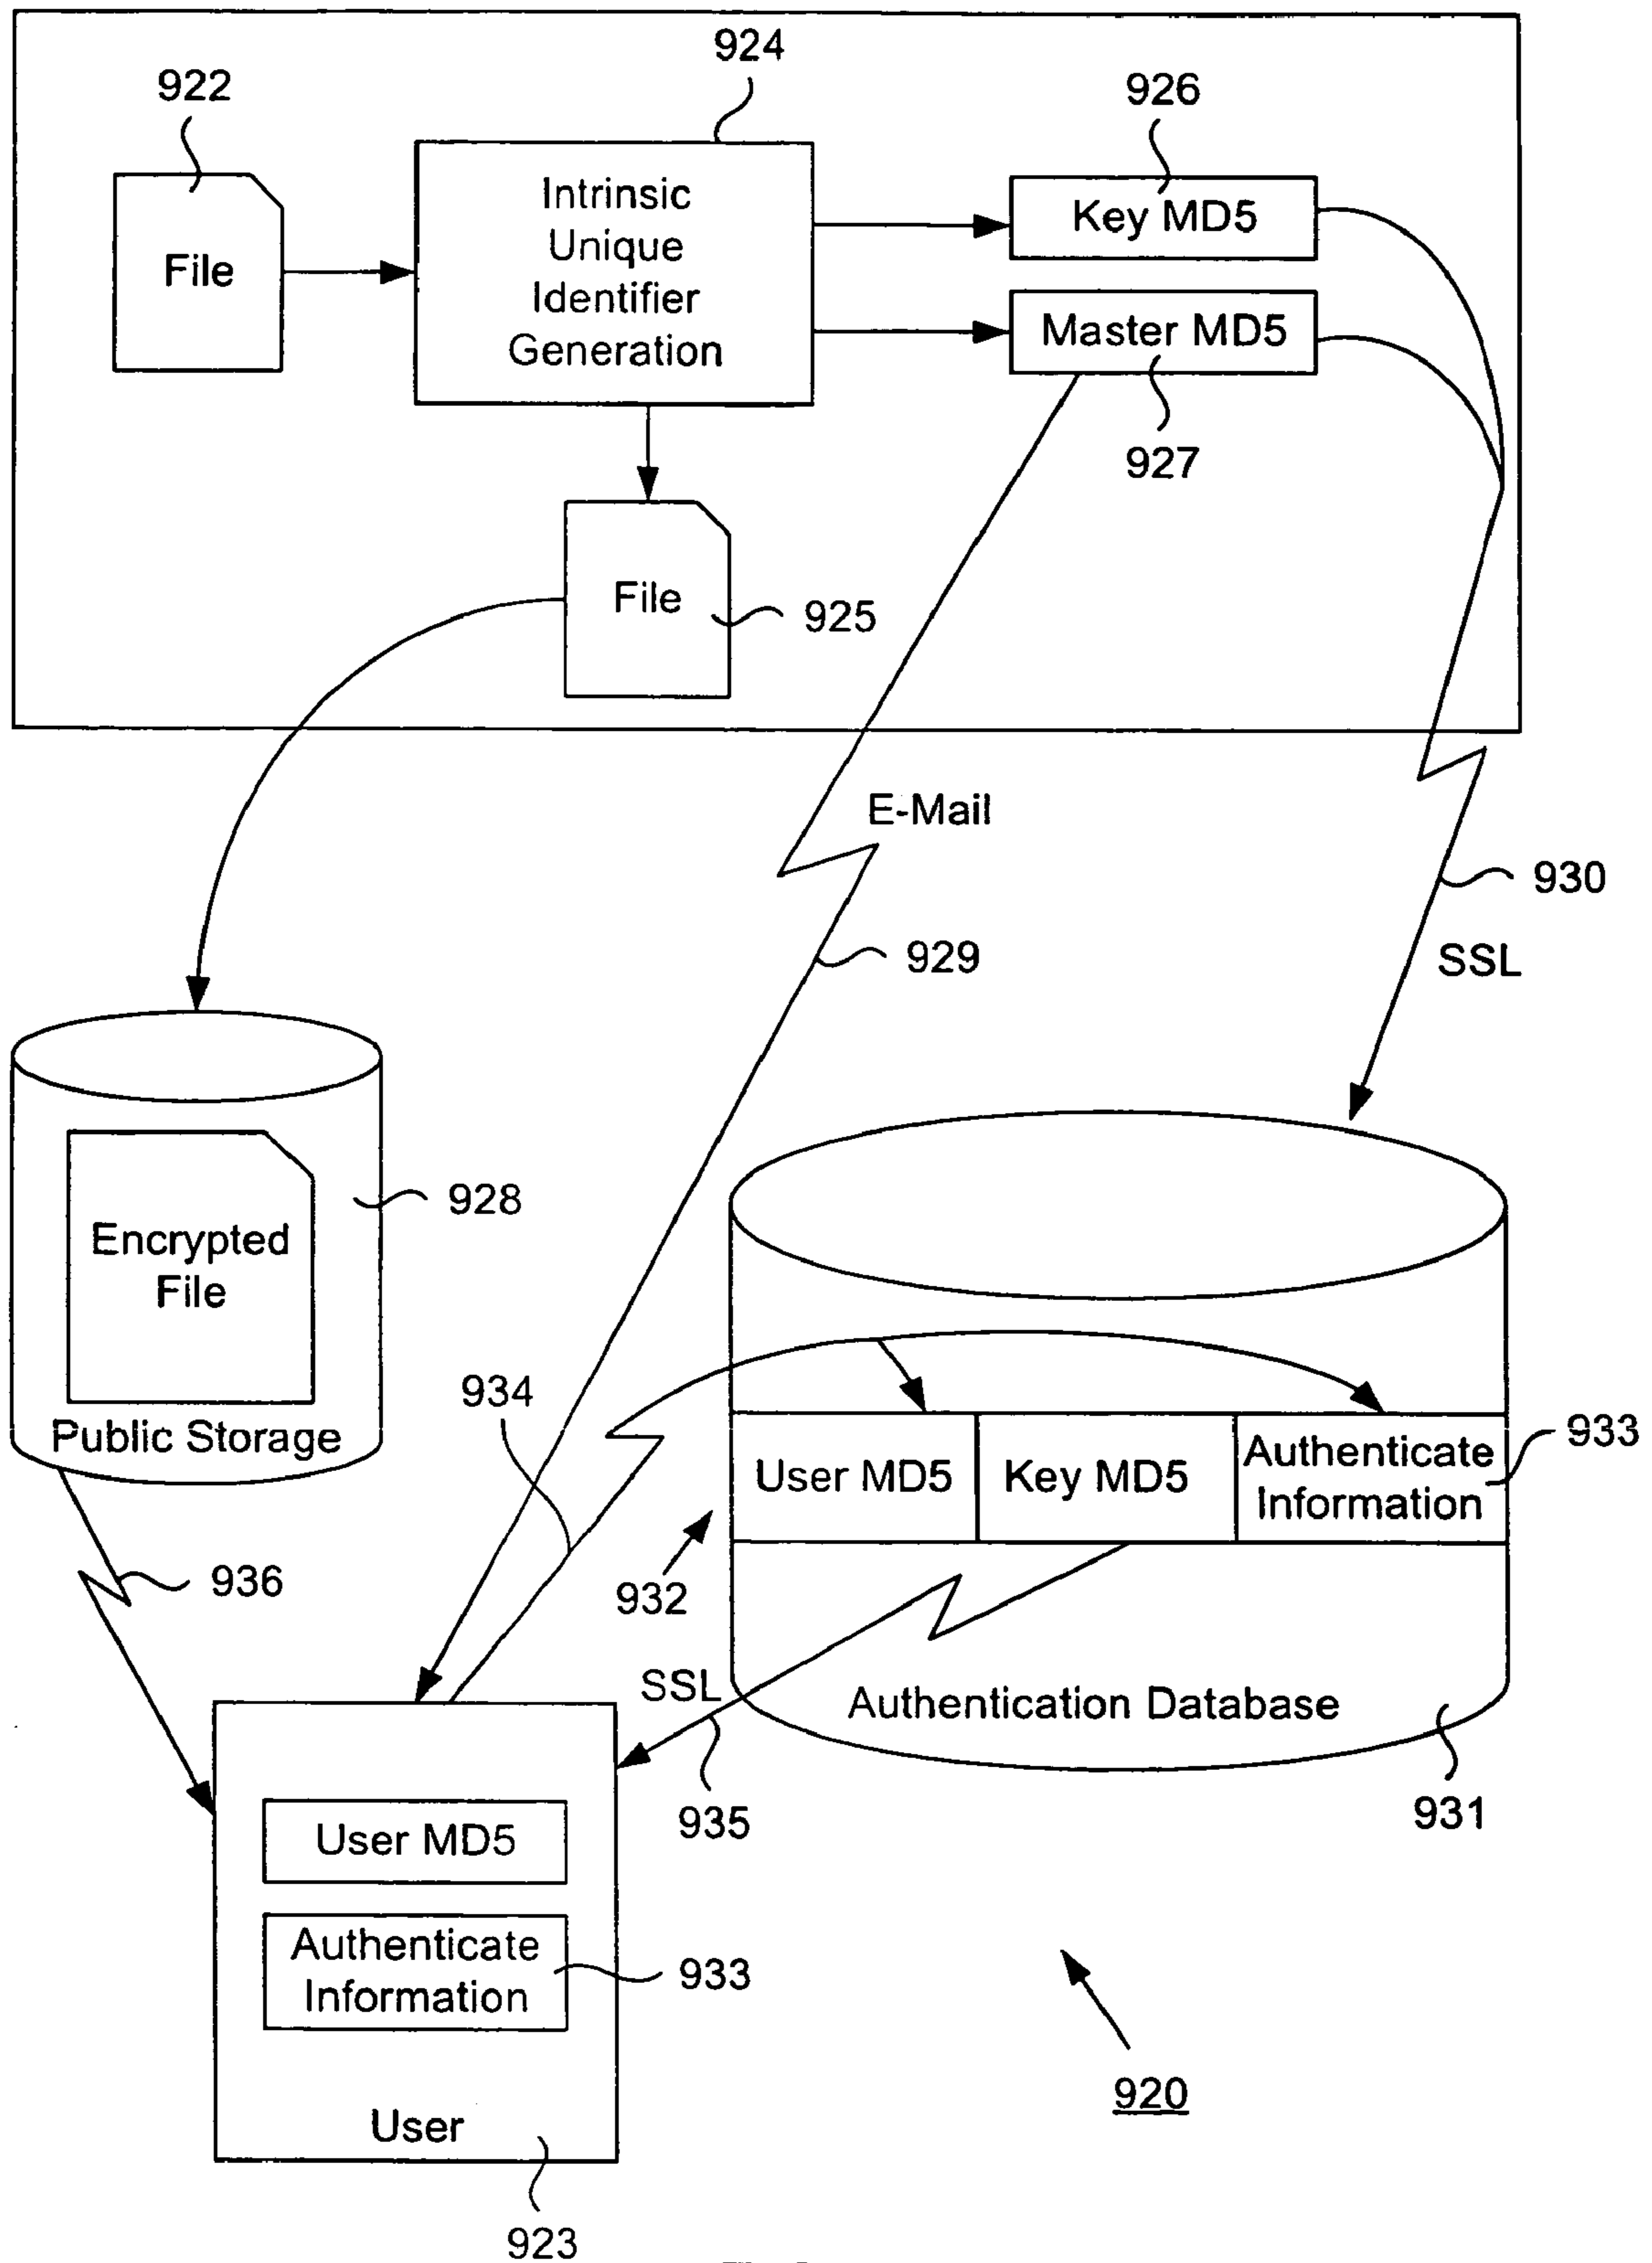 924
922
926
Intrinsic
Unique
Identifier
Generation
Key MD5
File
Master MD5
927
File
925
E-Mail
930
929
SSL
928
Encrypted
File
Public Storage
934
933
User MD5
Key MD5
Authenticate
Information
936
932
SSL
Authentication Database
935
931
User MD5
Authenticate
Information
933
920
User
923